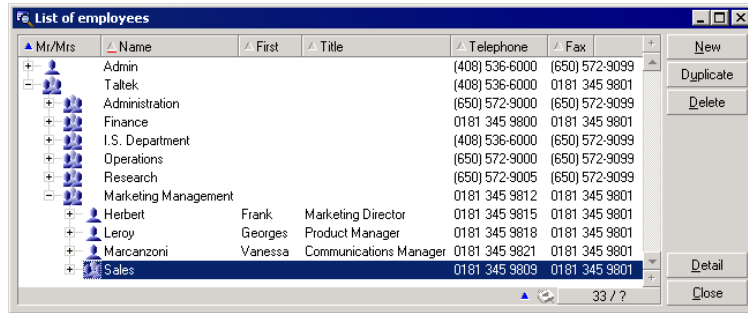 List of employees
Mr/Mrs Name First Title Telephone Fax New
Admin (408) 536-6000 (650) 572-9099
Duplicate
Taltek (408) 536-6000 0181 345 9801
Administration (650) 572-9000 (650) 572-9099 Delete
Finance 0181 345 9800 0181 345 9801
I.S. Department (408) 536-6000 (650) 572-9099
Operations (650) 572-9000 (650) 572-9099
Research (650) 572-9005 (650) 572-9099
Marketing Management 0181 345 9812 0181 345 9801
Herbert Frank Marketing Director 0181 345 9815 0181 345 9801
Leroy Georges Product Manager 0181 345 9818 0181 345 9801
Marcanzoni Vanessa Communications Manager 0181 345 9821 0181 345 9801
Sales 0181 345 9809 0181 345 9801 Detail
33 / ? Close